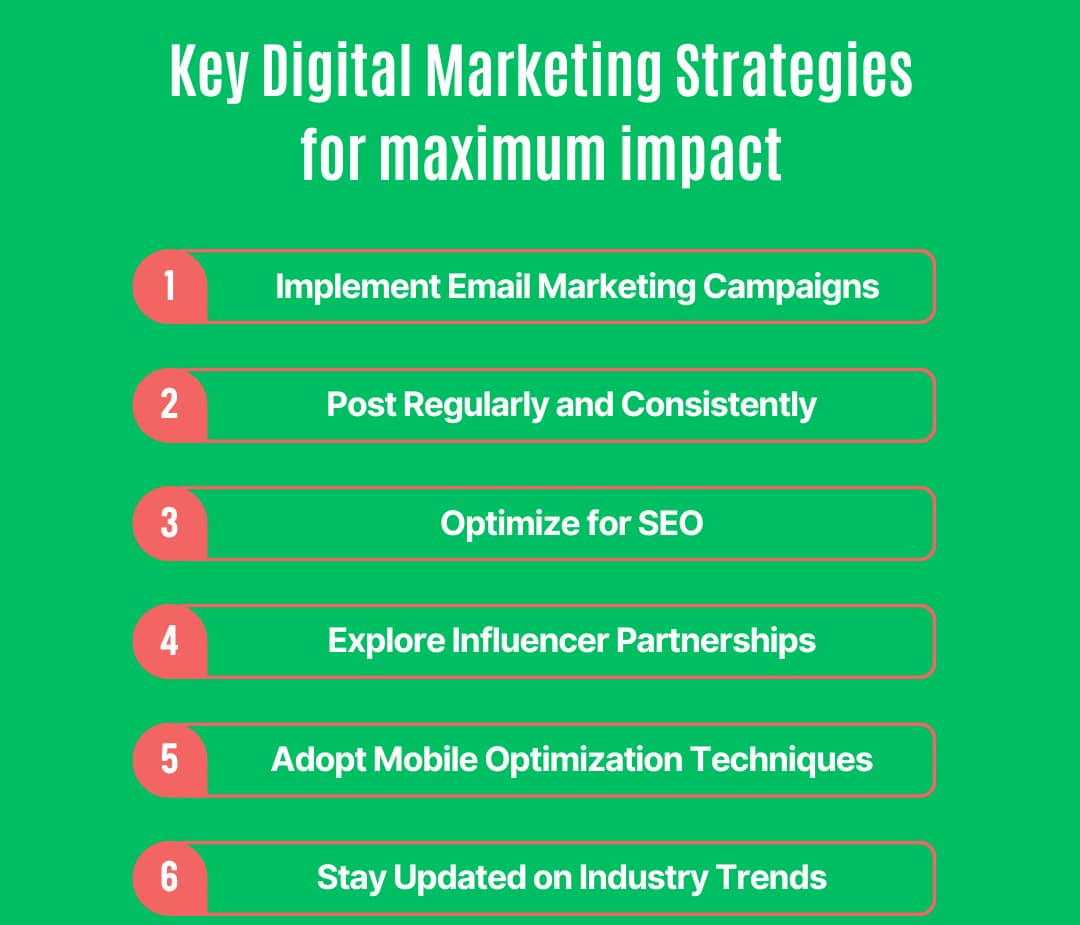 Key Digital Marketing Strategies
for maximum impact
1 Implement Email Marketing Campaigns
2 Post Regularly and Consistently
3 Optimize for SEO
4 Explore Influencer Partnerships
5 Adopt Mobile Optimization Techniques
6 Stay Updated on Industry Trends